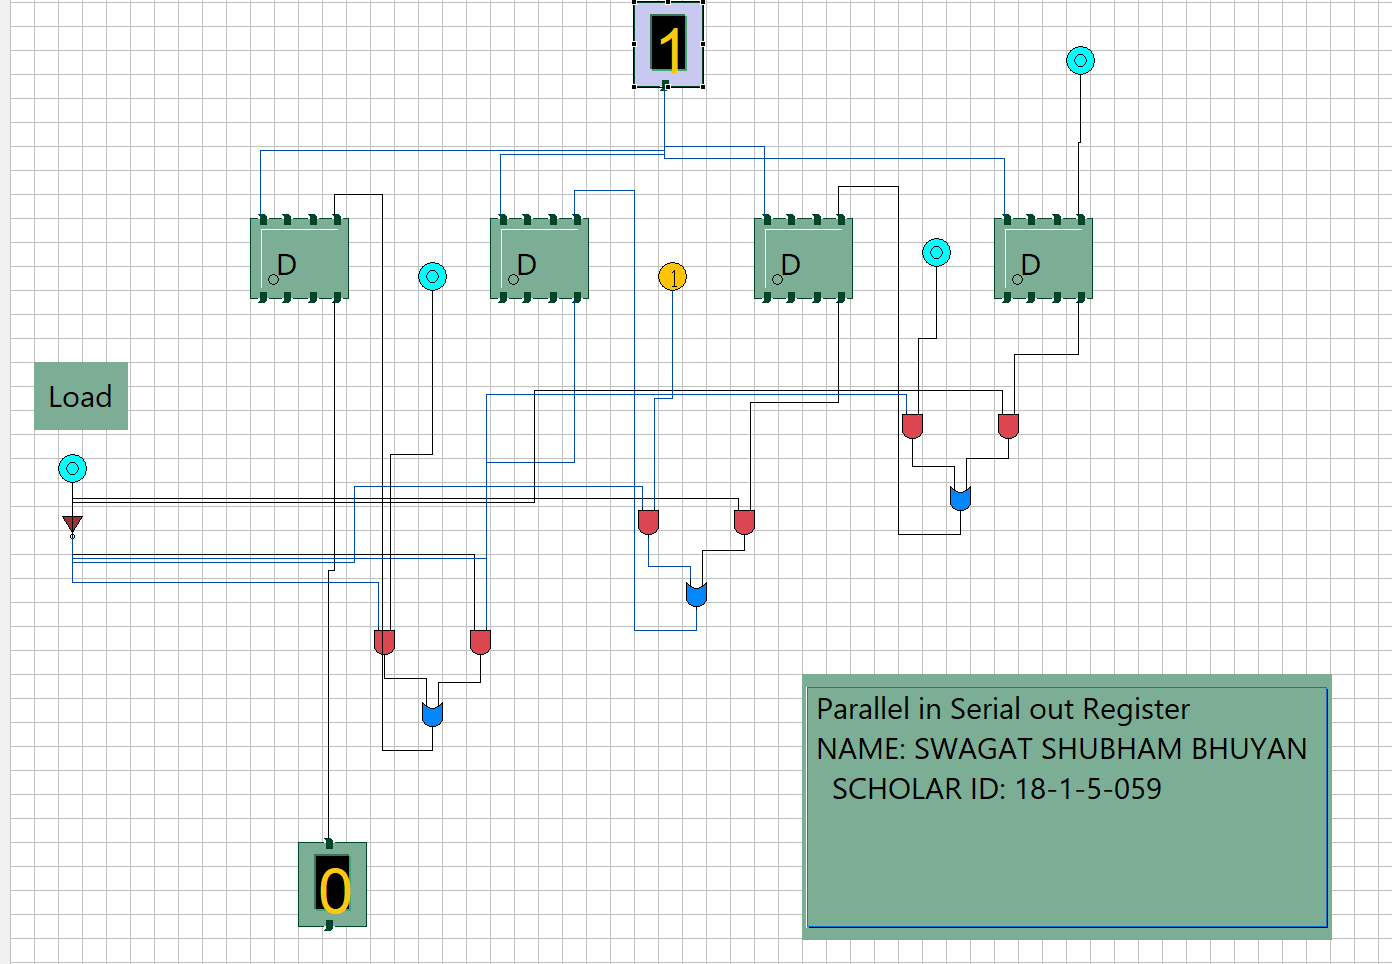 1
D D D D
1
Load
Parallel in Serial out Register
NAME: SWAGAT SHUBHAM BHUYAN
SCHOLAR ID: 18-1-5-059
0